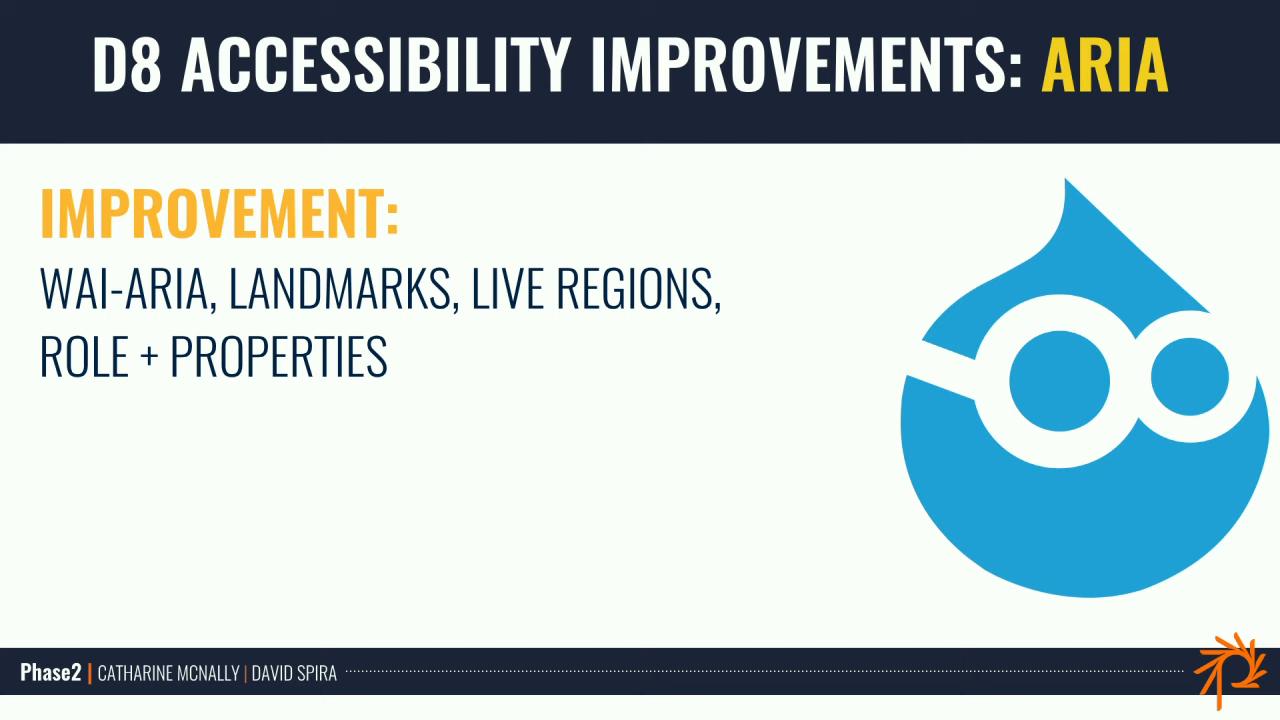 D8 ACCESSIBILITY IMPROVEMENTS: ARIA
IMPROVEMENT:
WAI-ARIA, LANDMARKS, LIVE REGIONS,
ROLE + PROPERTIES
Phase2 | CATHARINE MCNALLY | DAVID SPIRA